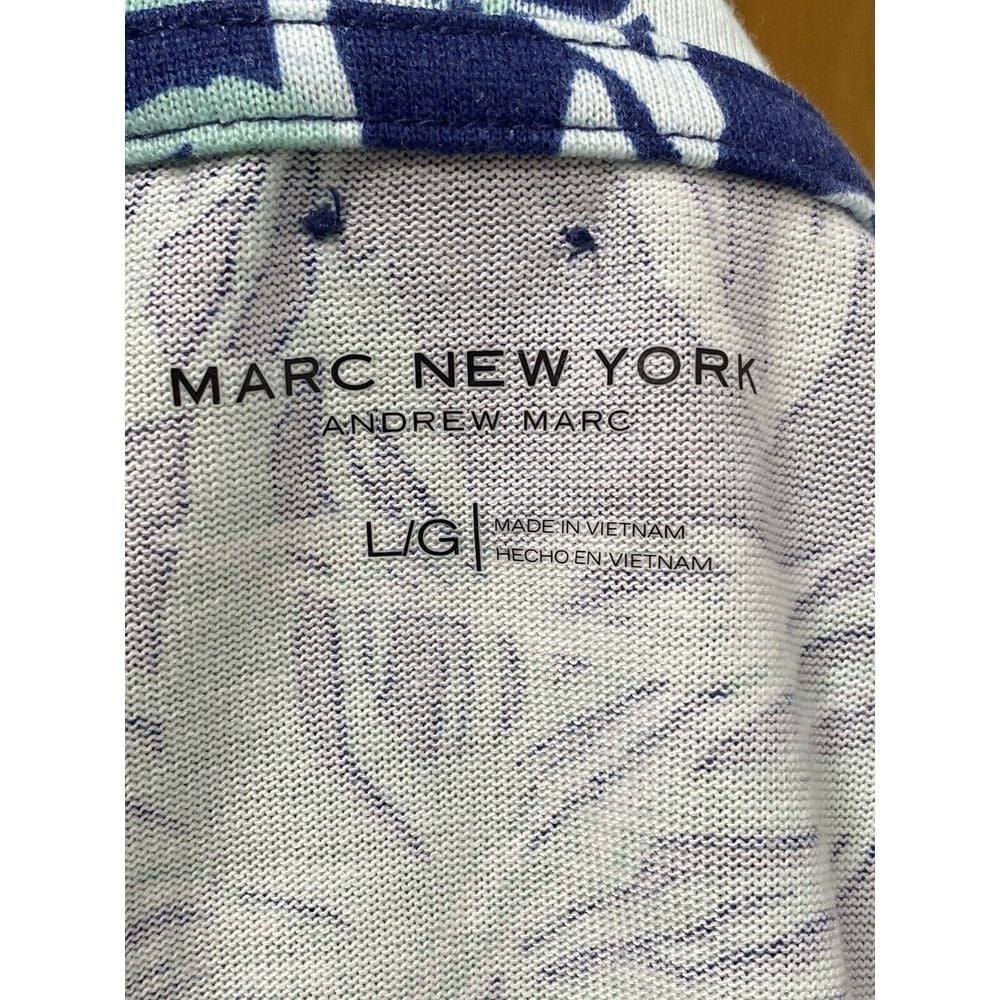 MARC NEW YORK
ANDREW MARC
L/G
MADE IN VIETNAM
HECHO EN VIETNAM